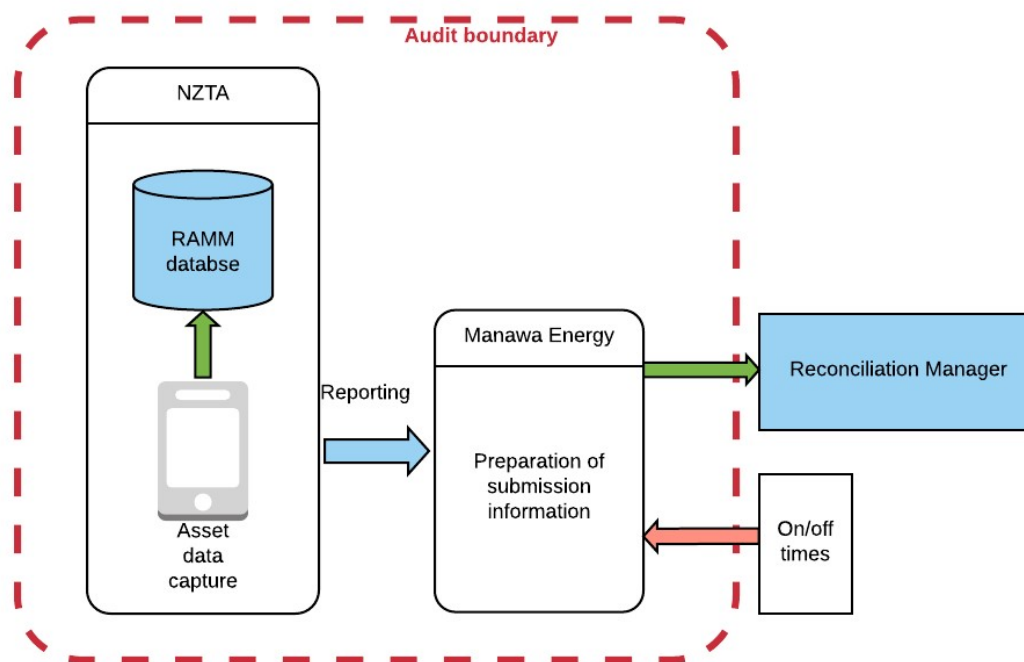 Audit boundary
NZTA
RAMM
databse
Asset
data
capture
Reporting
Manawa Energy
Preparation of
submission
information
Reconciliation Manager
On/off
times